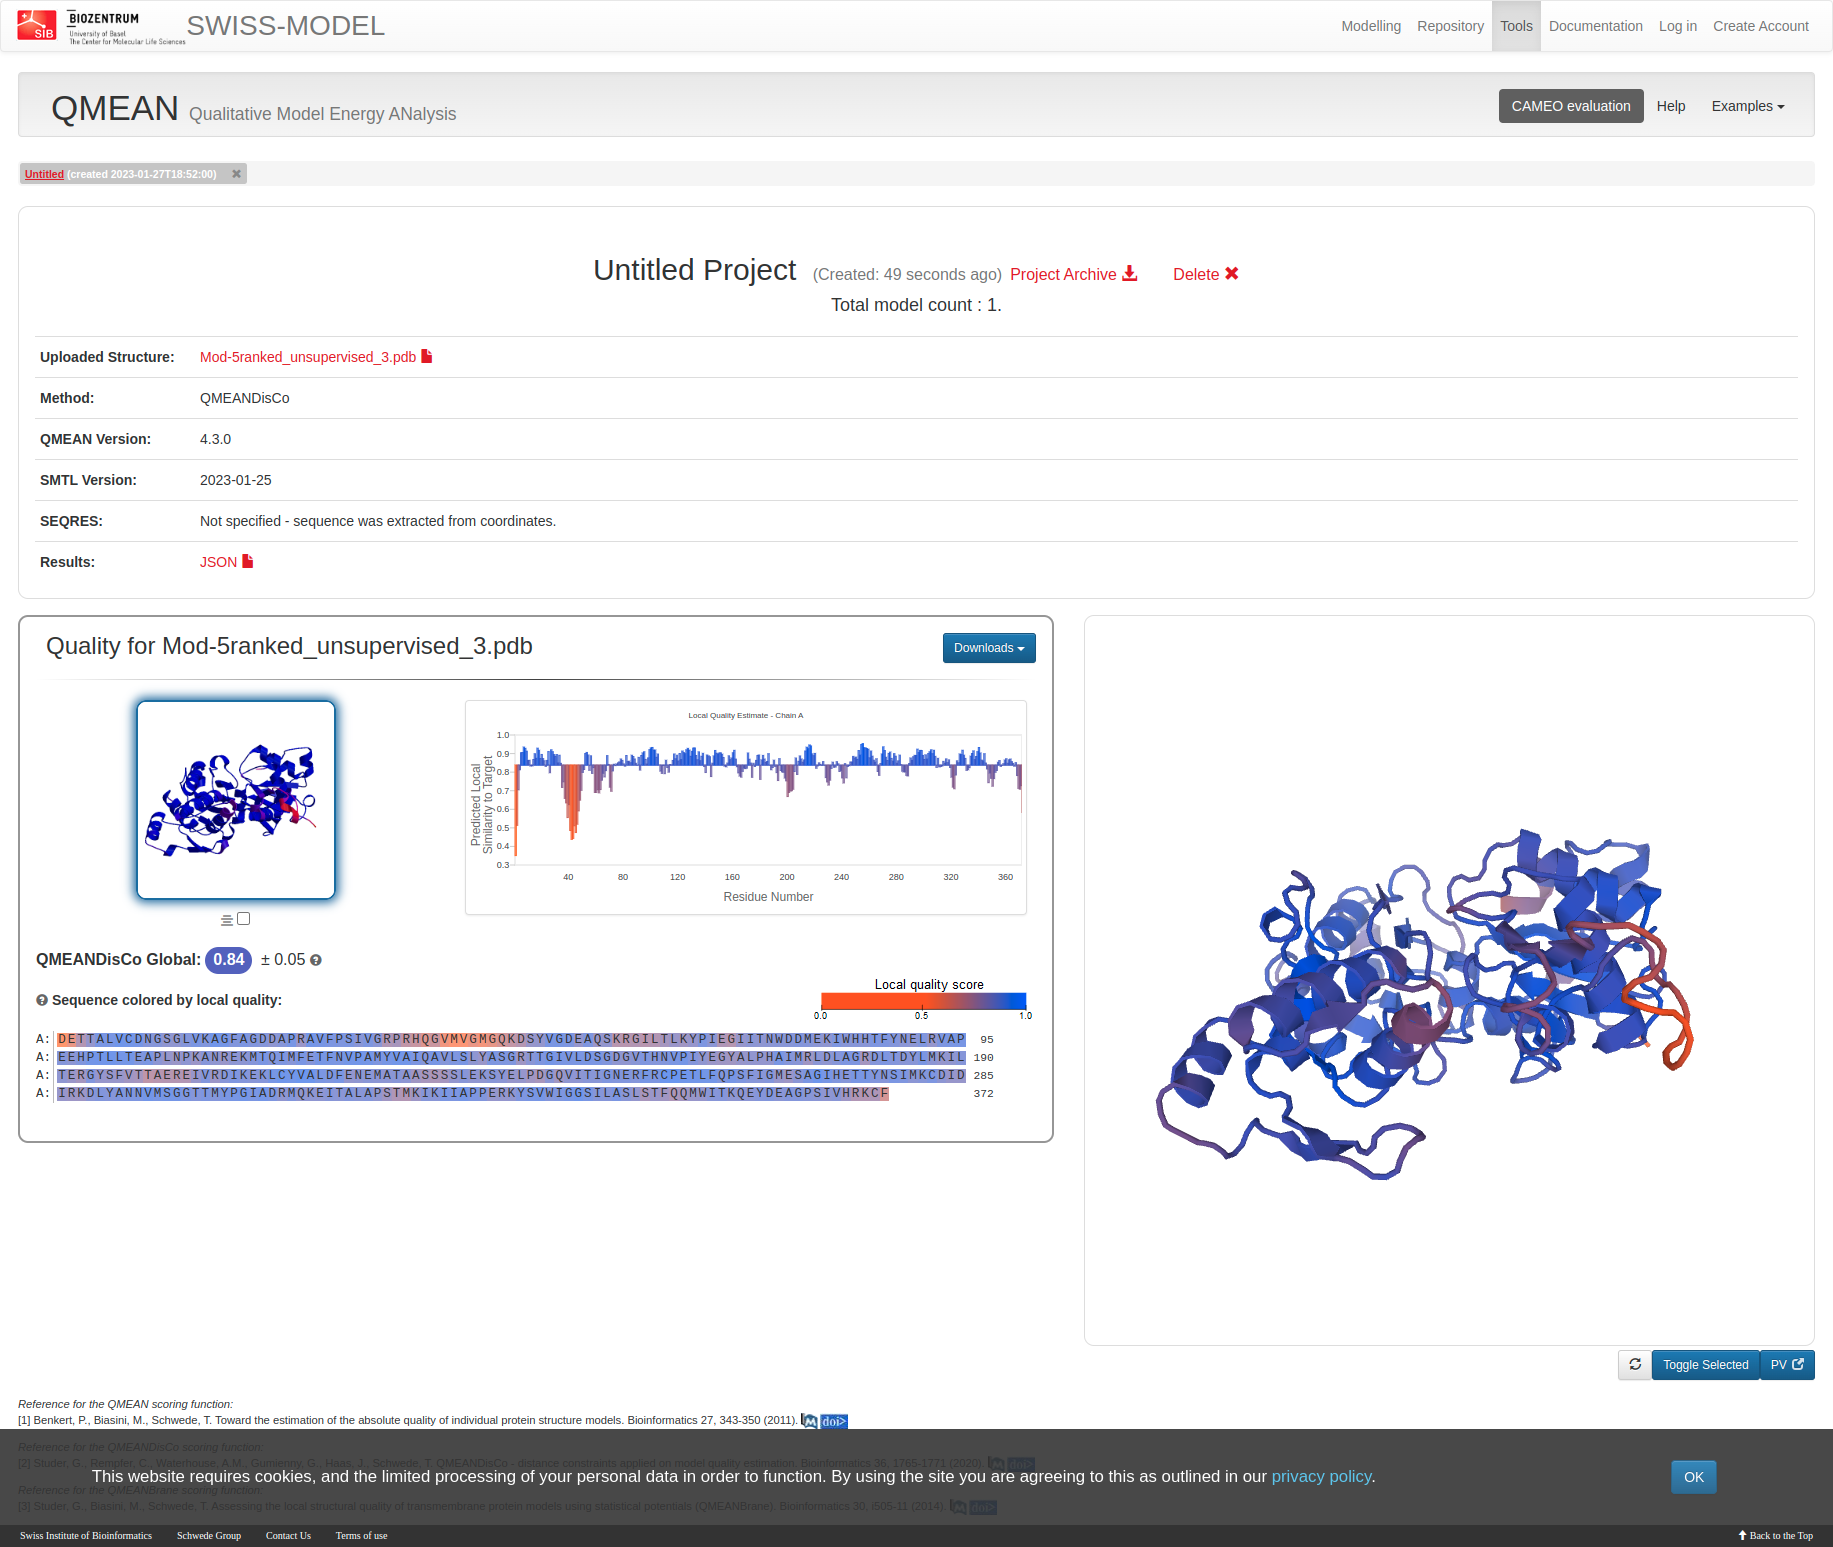 SIB
BIOZENTRUM
University of Basel
The Center for Molecular Life Sciences
SWISS-MODEL
Modelling Repository Tools Documentation Log in Create Account
QMEAN Qualitative Model Energy ANalysis
CAMEO evaluation Help Examples
Untitled (created 2023-01-27T18:52:00)
Untitled Project (Created: 49 seconds ago) Project Archive Delete
Total model count : 1.
Uploaded Structure: Mod-5ranked_unsupervised_3.pdb
Method: QMEANDisCo
QMEAN Version: 4.3.0
SMTL Version: 2023-01-25
SEQRES: Not specified - sequence was extracted from coordinates.
Results: JSON
Quality for Mod-5ranked_unsupervised_3.pdb
Downloads
Local Quality Estimate - Chain A
Predicted Local
Similarity to Target
1.0
0.9
0.8
0.7
0.6
0.5
0.4
0.3
40 80 120 160 200 240 280 320 360
Residue Number
QMEANDisCo Global: 0.84 ± 0.05
Sequence colored by local quality:
Local quality score
0.0 0.5 1.0
A: DETTALVCDNGSGLVKAGFAGDDAPRAVFPSIVGRPRHQGVMVGMGQKDSYVGDEAQSKRGILTLKYPIEGIITNWDDMEKIWHHTFYNELRVAP 95
A: EEHPTLLTEAPLNPKANREKMTQIMFETFNVPAMYVAIQAVLSLYASGRTTGIVLDSGDGVTHNVPIYEGYALPHAIMRLDLAGRDLTDYLMKIL 190
A: TERGYSFVTTAEREIVRDIKEKLCYVALDFENEMATAASSSSLEKSYELPDGQVITIGNERFRCPETLFQPSFIGMESAGIHETTYNSIMKCDID 285
A: IRKDLYANNVMSGGTTMYPGIADRMQKEITALAPSTMKIKIIAPPERKYSVWIGGSILASLSTFQQMWITKQEYDEAGPSIVHRKCF 372
Toggle Selected PV
Reference for the QMEAN scoring function:
[1] Benkert, P., Biasini, M., Schwede, T. Toward the estimation of the absolute quality of individual protein structure models. Bioinformatics 27, 343-350 (2011). M doi>
Reference for the QMEANDisCo scoring function:
[2] Studer, G., Rempfer, C., Waterhouse, A.M., Gumienny, G., Haas, J., Schwede, T. QMEANDisCo - distance constraints applied on model quality estimation. Bioinformatics 36, 1765-1771 (2020). M doi>
This website requires cookies, and the limited processing of your personal data in order to function. By using the site you are agreeing to this as outlined in our privacy policy.
OK
Reference for the QMEANBrane scoring function:
[3] Studer, G., Biasini, M., Schwede, T. Assessing the local structural quality of transmembrane protein models using statistical potentials (QMEANBrane). Bioinformatics 30, i505-11 (2014). M doi>
Swiss Institute of Bioinformatics Schwede Group Contact Us Terms of use Back to the Top